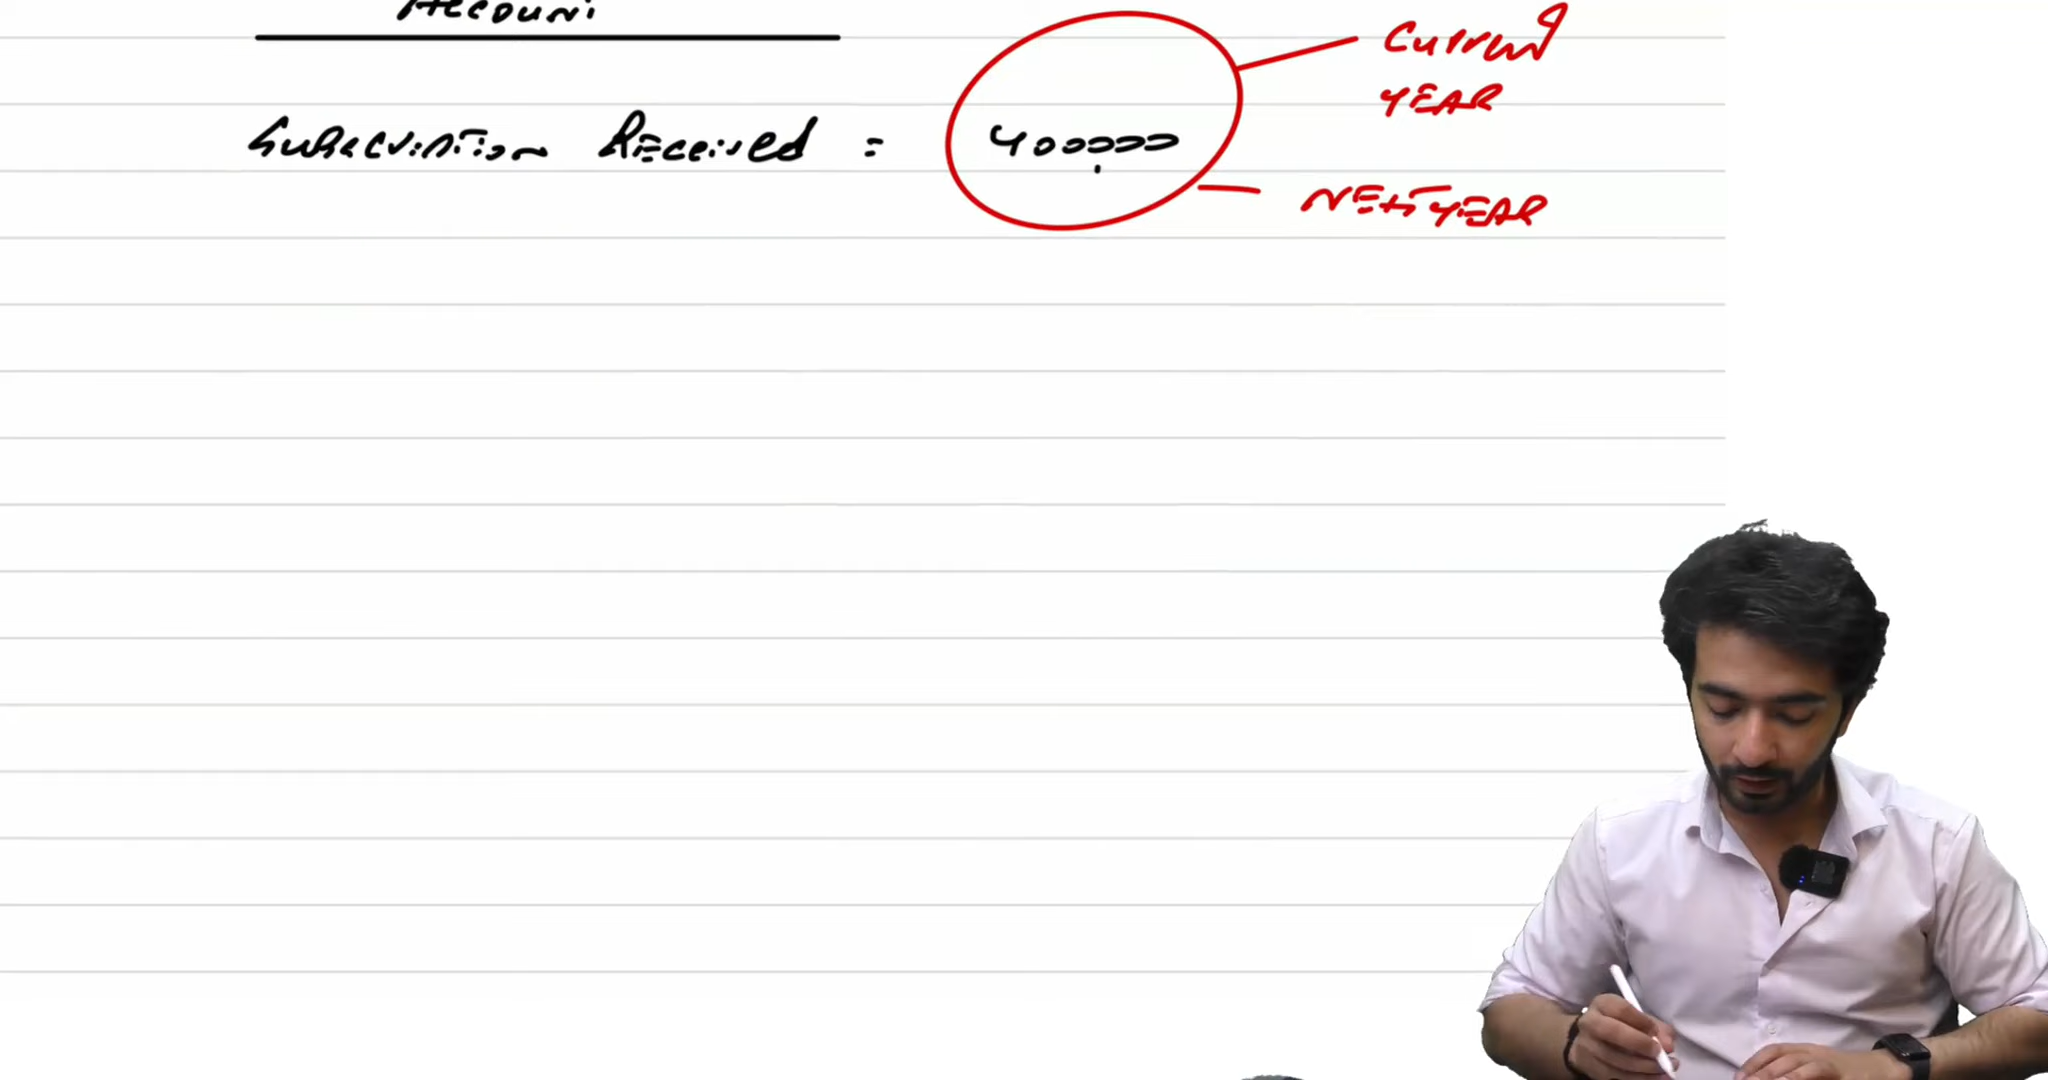 Account
Subscription Received = 400000
Current
YEAR
NEXT YEAR